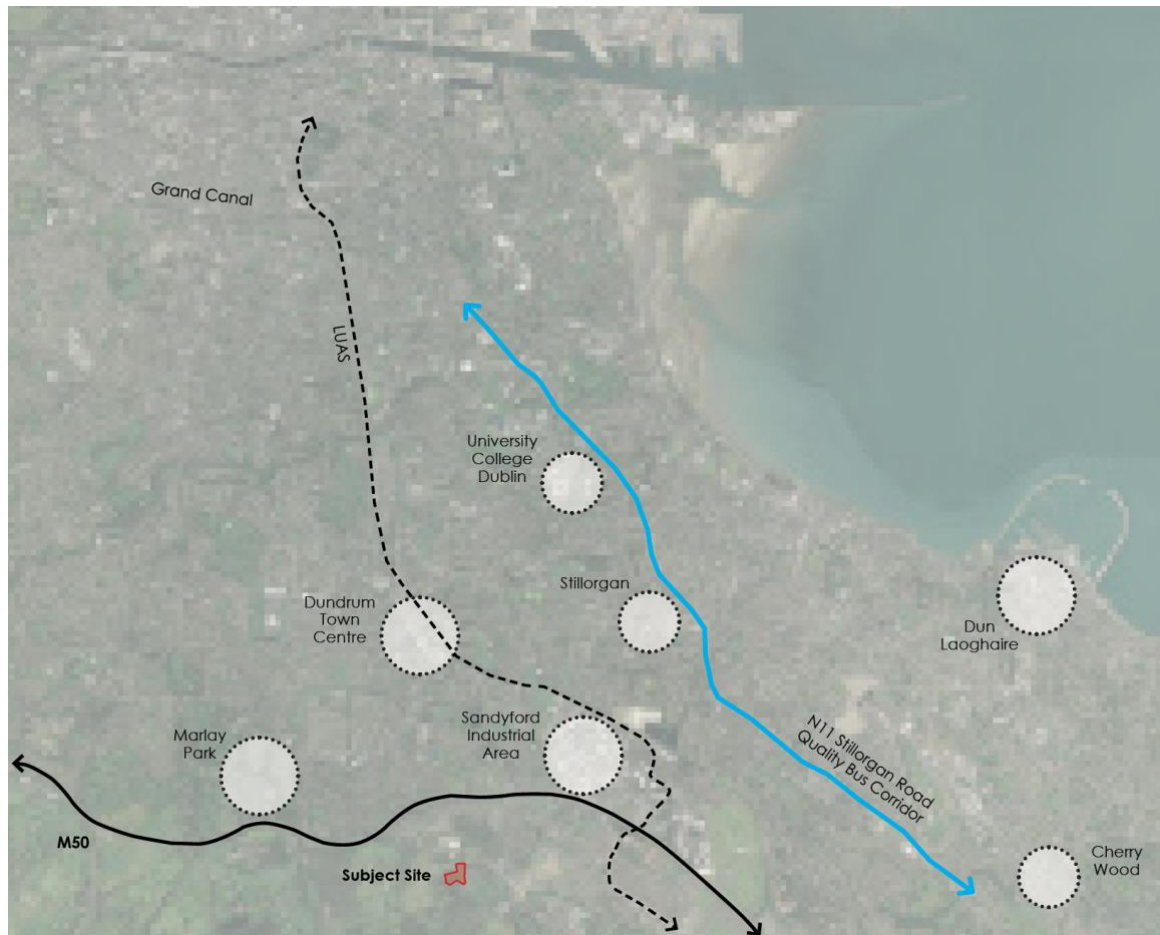 Grand Canal
LUAS
University
College
Dublin
Stillorgan
Dundrum
Town
Centre
Dun
Laoghaire
Sandyford
Industrial
Area
Marlay
Park
N11 Stillorgan Road
Quality Bus Corridor
M50
Subject Site
Cherry
Wood